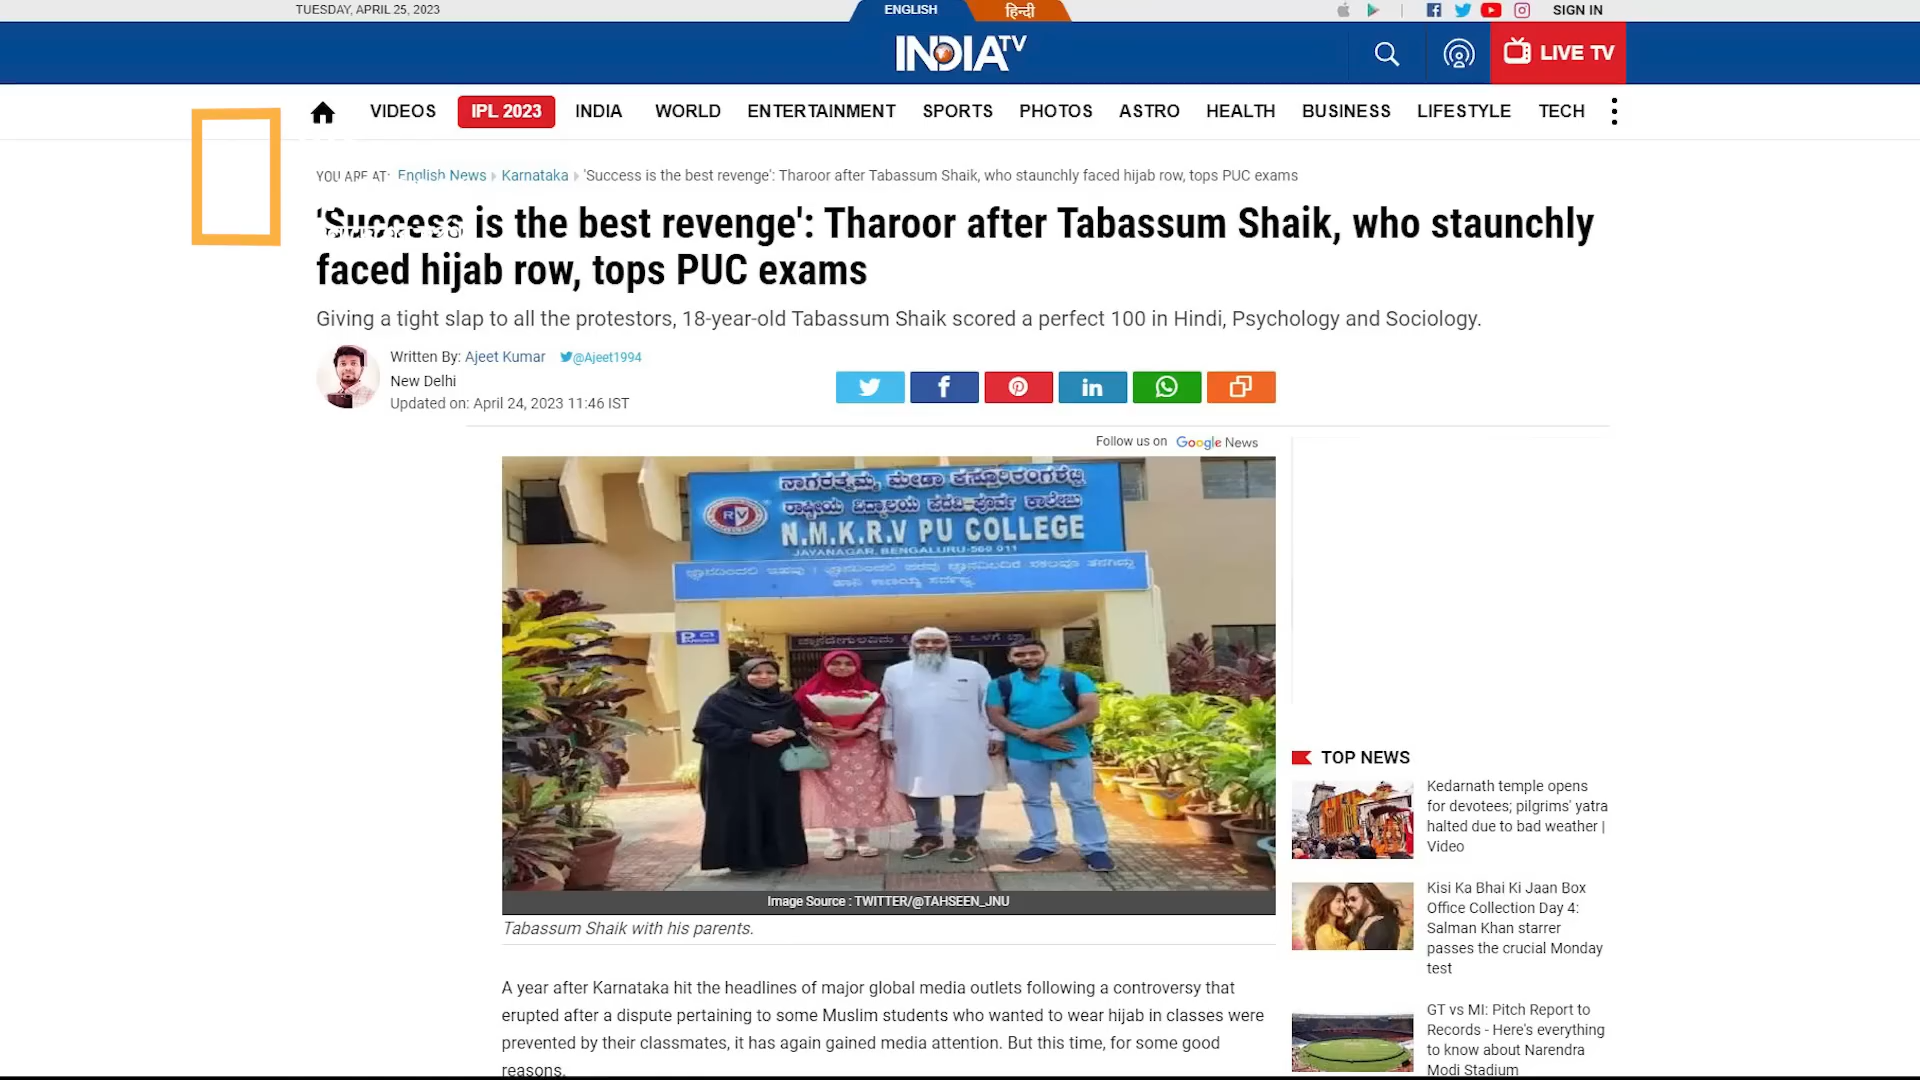 TUESDAY, APRIL 25, 2023
ENGLISH
हिन्दी
SIGN IN
INDIA TV
LIVE TV
VIDEOS
IPL 2023
INDIA
WORLD
ENTERTAINMENT
SPORTS
PHOTOS
ASTRO
HEALTH
BUSINESS
LIFESTYLE
TECH
YOU ARE AT: English News Karnataka 'Success is the best revenge': Tharoor after Tabassum Shaik, who staunchly faced hijab row, tops PUC exams
'Success is the best revenge': Tharoor after Tabassum Shaik, who staunchly
faced hijab row, tops PUC exams
Giving a tight slap to all the protestors, 18-year-old Tabassum Shaik scored a perfect 100 in Hindi, Psychology and Sociology.
Written By: Ajeet Kumar @Ajeet1994
New Delhi
Updated on: April 24, 2023 11:46 IST
Follow us on Google News
ನಾಗರತ್ನಮ್ಮ ಮೇಡಾ ಕಸ್ತೂರಿರಂಗಶೆಟ್ಟಿ
ರಾಷ್ಟ್ರೀಯ ವಿದ್ಯಾಲಯ ಪದವಿ-ಪೂರ್ವ ಕಾಲೇಜು
RV
N.M.K.R.V PU COLLEGE
JAYANAGAR, BENGALURU-560 011
Image Source : TWITTER/@TAHSEEN_JNU
Tabassum Shaik with his parents.
A year after Karnataka hit the headlines of major global media outlets following a controversy that
erupted after a dispute pertaining to some Muslim students who wanted to wear hijab in classes were
prevented by their classmates, it has again gained media attention. But this time, for some good
reasons.
TOP NEWS
Kedarnath temple opens
for devotees; pilgrims' yatra
halted due to bad weather |
Video
Kisi Ka Bhai Ki Jaan Box
Office Collection Day 4:
Salman Khan starrer
passes the crucial Monday
test
GT vs MI: Pitch Report to
Records - Here's everything
to know about Narendra
Modi Stadium